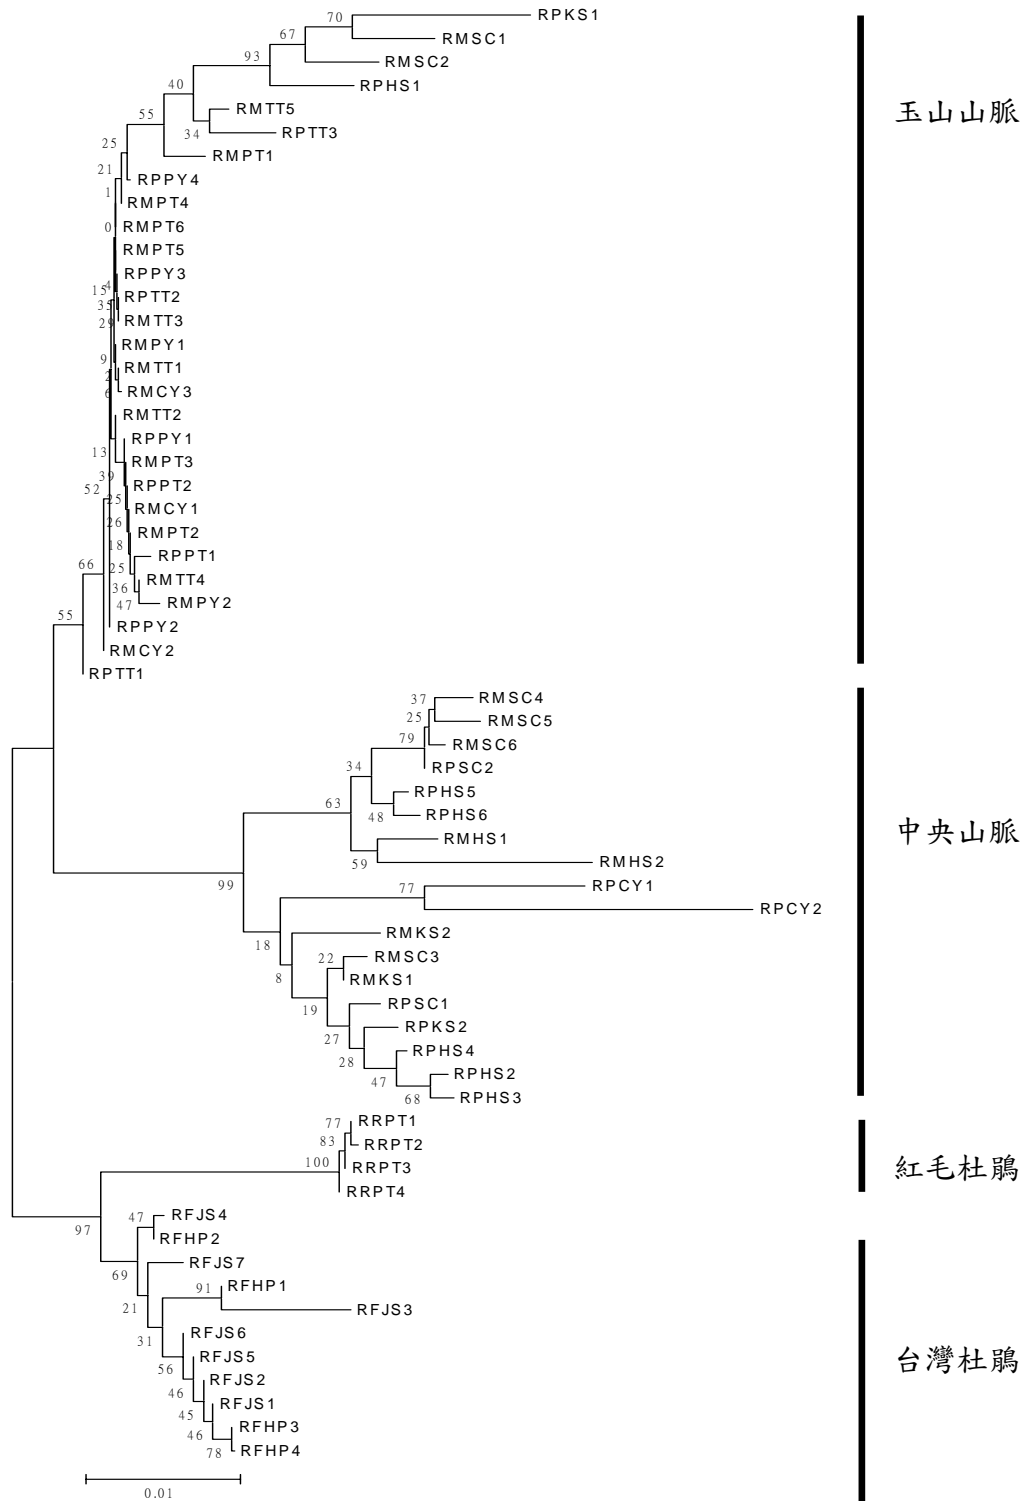 70
RPKS1
67
RMSC1
93
RMSC2
40
RPHS1
55
RMTT5
34
RPTT3
玉山山脈
25
RMPT1
21
RPPY4
1
RMPT4
0
RMPT6
RMPT5
RPPY3
4
15
RPTT2
35
29
RMTT3
RMPY1
9
RMTT1
2
6
RMCY3
RMTT2
RPPY1
13
RMPT3
39
RPPT2
52
25
RMCY1
26
RMPT2
18
RPPT1
66
25
RMTT4
36
47
RMPY2
55
RPPY2
RMCY2
RPTT1
37
RMSC4
25
RMSC5
79
RMSC6
34
RPSC2
RPHS5
63
48
RPHS6
中央山脈
RMHS1
59
RMHS2
99
77
RPCY1
RPCY2
18
RMKS2
22
RMSC3
8
RMKS1
19
RPSC1
27
RPKS2
28
RPHS4
47
RPHS2
68
RPHS3
77
RRPT1
83
RRPT2
100
RRPT3
紅毛杜鵑
RRPT4
97
47
RFJS4
RFHP2
69
RFJS7
91
RFHP1
21
RFJS3
31
RFJS6
56
RFJS5
台灣杜鵑
46
RFJS2
45
RFJS1
46
RFHP3
78
RFHP4
0.01